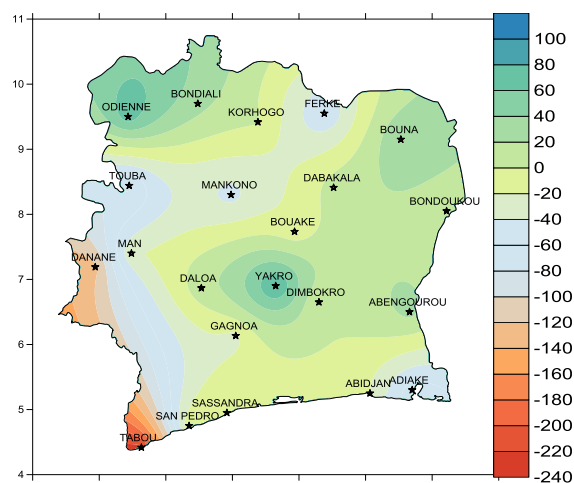 11
100
80
10
60
BONDIALI
ODIENNE
FERKE
40
KORHOGO
BOUNA
20
9
0
TOUBA
DABAKALA
MANKONO
-20
BONDOUKOU
8
-40
BOUAKE
-60
MAN
DANANE
-80
7
DALOA
YAKRO
DIMBOKRO
-100
ABENGOUROU
-120
GAGNOA
6
-140
-160
ABIDJAN
ADIAKE
-180
SASSANDRA
5
SAN PEDRO
-200
TABOU
-220
4
-240